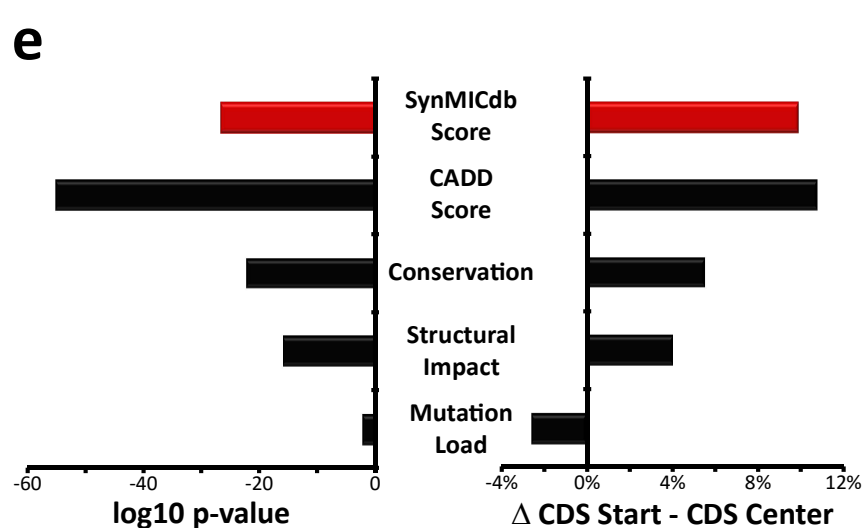 e
SynMICdb
Score
CADD
Score
Conservation
Structural
Impact
Mutation
Load
-60 -40 -20 0
log10 p-value
-4% 0% 4% 8% 12%
Δ CDS Start - CDS Center